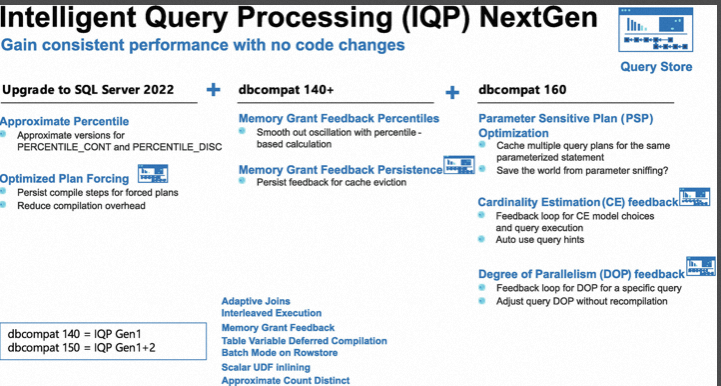 Intelligent Query Processing (IQP) NextGen
Gain consistent performance with no code changes
Query Store
Upgrade to SQL Server 2022
+
dbcompat 140+
+
dbcompat 160
Approximate Percentile
Approximate versions for
PERCENTILE_CONT and PERCENTILE_DISC
Optimized Plan Forcing
Persist compile steps for forced plans
Reduce compilation overhead
Memory Grant Feedback Percentiles
Smooth out oscillation with percentile-
based calculation
Memory Grant Feedback Persistence
Persist feedback for cache eviction
Parameter Sensitive Plan (PSP)
Optimization
Cache multiple query plans for the same
parameterized statement
Save the world from parameter sniffing?
Cardinality Estimation (CE) feedback
Feedback loop for CE model choices
and query execution
Auto use query hints
Degree of Parallelism (DOP) feedback
Feedback loop for DOP for a specific query
Adjust query DOP without recompilation
Adaptive Joins
Interleaved Execution
Memory Grant Feedback
Table Variable Deferred Compilation
Batch Mode on Rowstore
Scalar UDF inlining
Approximate Count Distinct
dbcompat 140 = IQP Gen1
dbcompat 150 = IQP Gen1+2